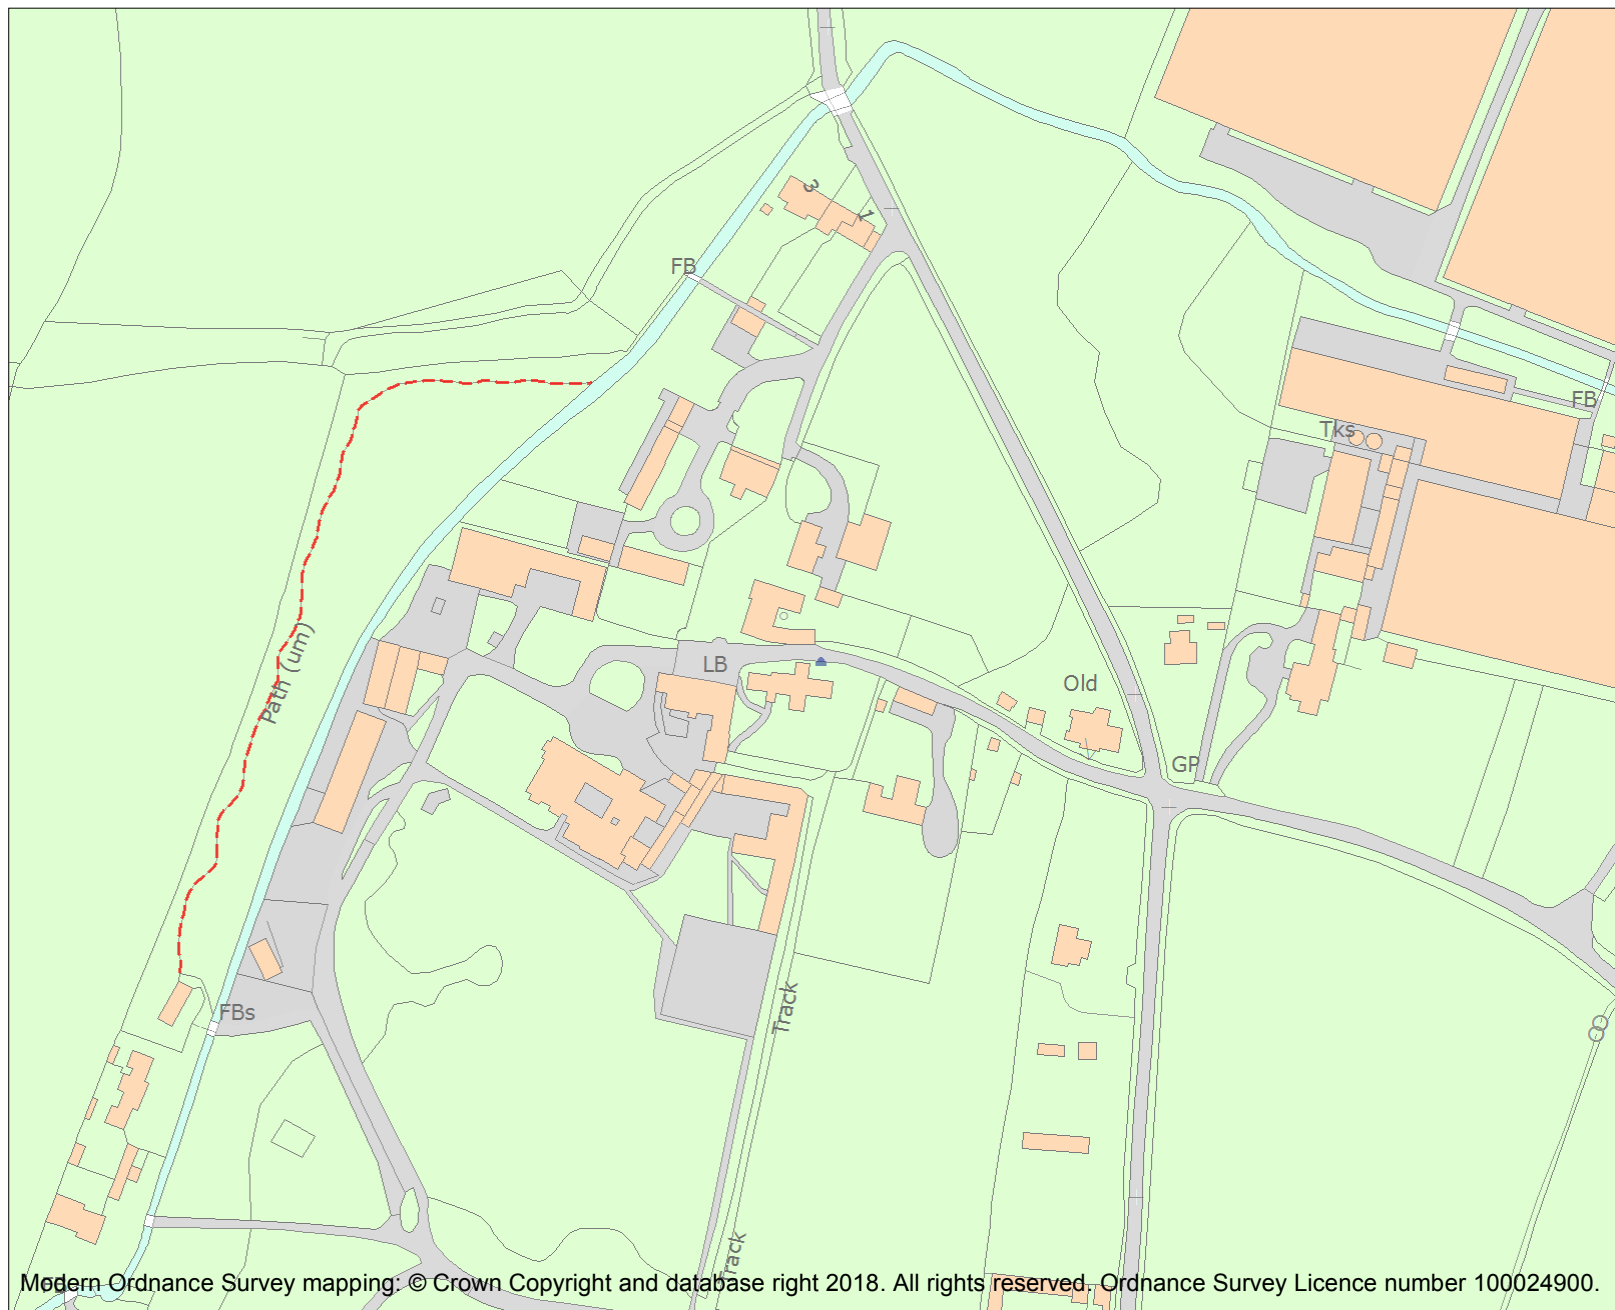 3
1
FB
FB
Tks
Path (um)
LB
Old
GP
FBs
Track
Track
FB
Modern Ordnance Survey mapping: © Crown Copyright and database right 2018. All rights reserved. Ordnance Survey Licence number 100024900.